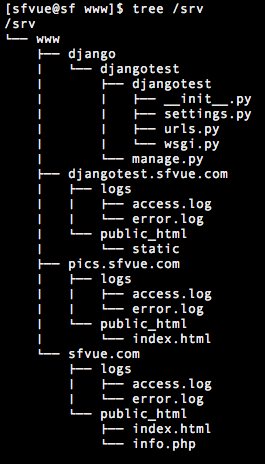 [sfvue@sf www]$ tree /srv
/srv
└── www
    ├── django
    |   └── djangotest
    |       ├── djangotest
    |       |   ├── __init__.py
    |       |   ├── settings.py
    |       |   ├── urls.py
    |       |   └── wsgi.py
    |       └── manage.py
    ├── djangotest.sfvue.com
    |   ├── logs
    |   |   ├── access.log
    |   |   └── error.log
    |   └── public_html
    |       └── static
    ├── pics.sfvue.com
    |   ├── logs
    |   |   ├── access.log
    |   |   └── error.log
    |   └── public_html
    |       └── index.html
    └── sfvue.com
        ├── logs
        |   ├── access.log
        |   └── error.log
        └── public_html
            ├── index.html
            └── info.php